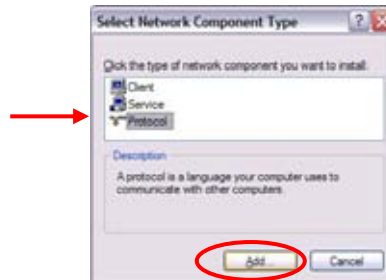 Select Network Component Type
Click the type of network component you want to install:
Client
Service
Protocol
Description
A protocol is a language your computer uses to
communicate with other computers.
Add...
Cancel